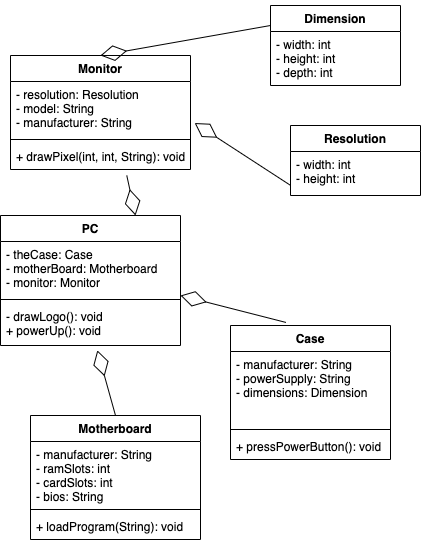 Dimension
- width: int
- height: int
- depth: int
Monitor
- resolution: Resolution
- model: String
- manufacturer: String
+ drawPixel(int, int, String): void
Resolution
- width: int
- height: int
PC
- theCase: Case
- motherBoard: Motherboard
- monitor: Monitor
- drawLogo(): void
+ powerUp(): void
Case
- manufacturer: String
- powerSupply: String
- dimensions: Dimension
+ pressPowerButton(): void
Motherboard
- manufacturer: String
- ramSlots: int
- cardSlots: int
- bios: String
+ loadProgram(String): void